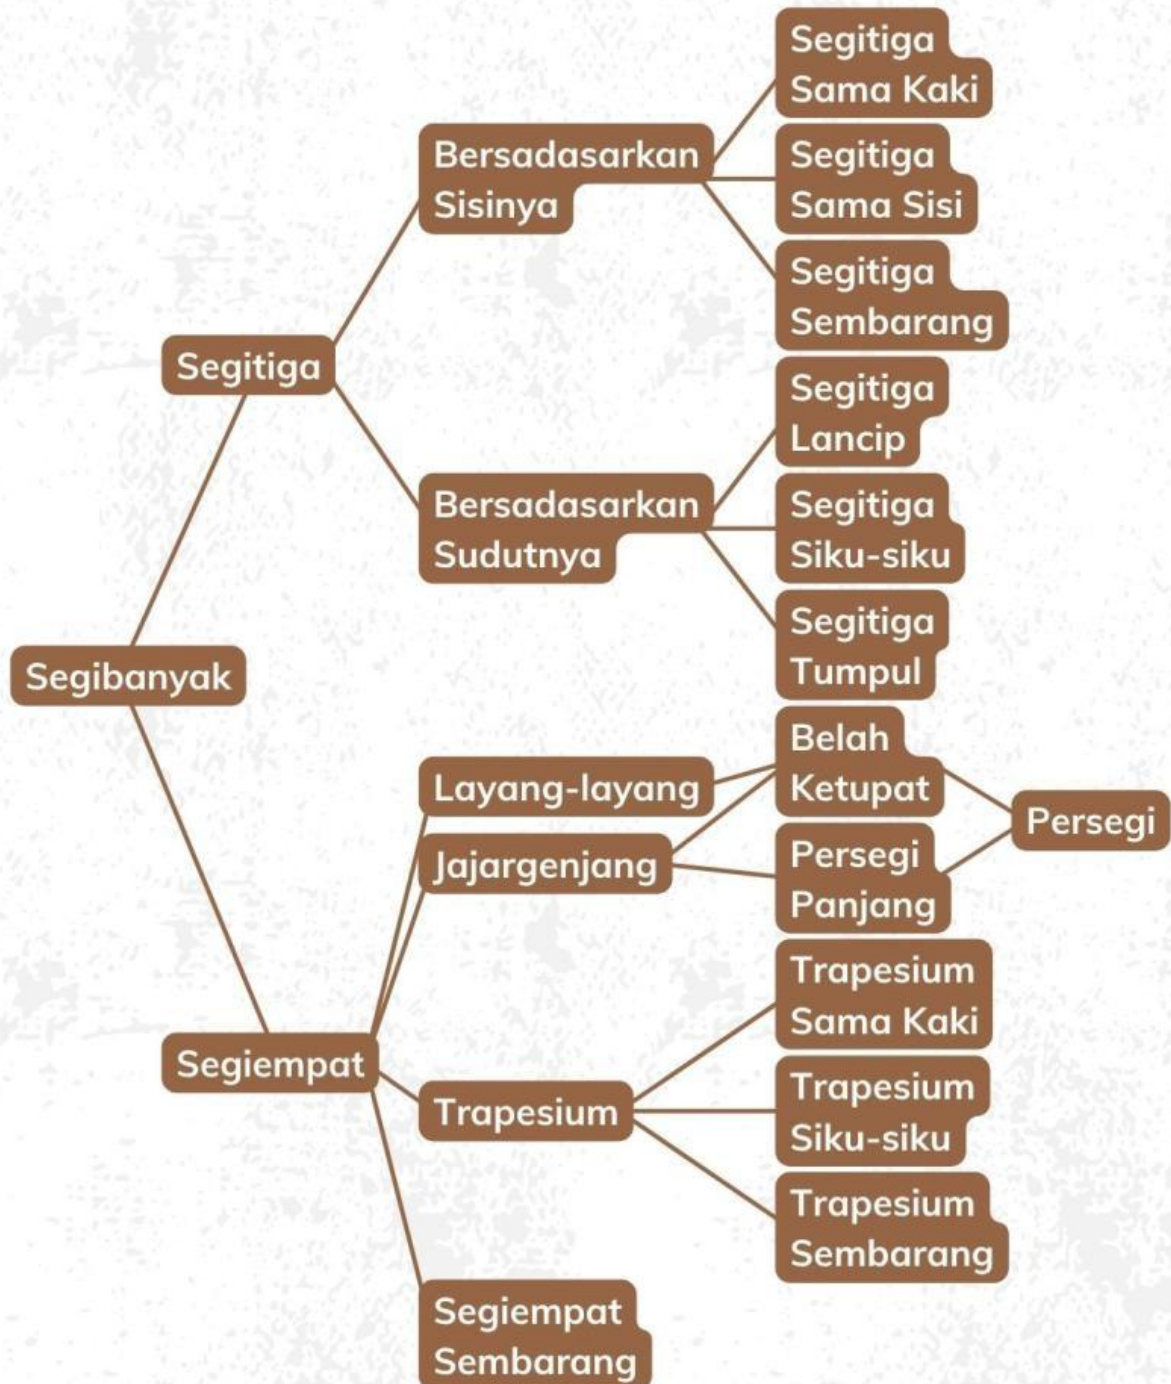 Segitiga
Sama Kaki
Bersadasarkan
Sisinya
Segitiga
Sama Sisi
Segitiga
Sembarang
Segitiga
Segitiga
Lancip
Bersadasarkan
Sudutnya
Segitiga
Siku-siku
Segitiga
Tumpul
Segibanyak
Belah
Ketupat
Layang-layang
Persegi
Jajargenjang
Persegi
Panjang
Trapesium
Sama Kaki
Segiempat
Trapesium
Trapesium
Siku-siku
Trapesium
Sembarang
Segiempat
Sembarang